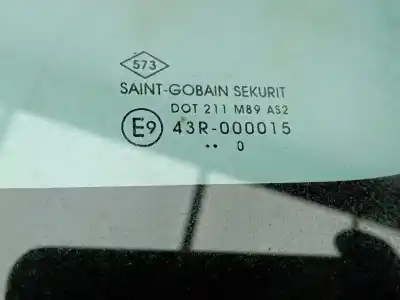 573
SAINT-GOBAIN SEKURIT
DOT 211 M89 AS2
E9 43R-000015
•• 0